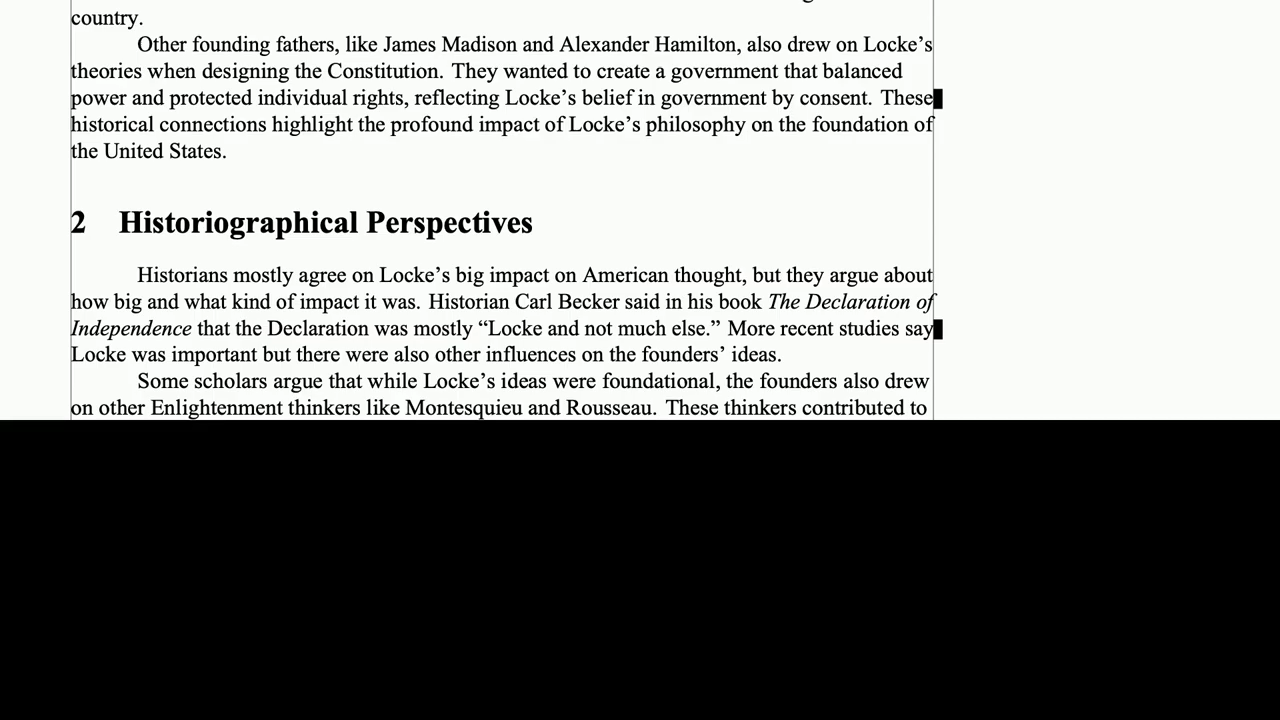 country.
Other founding fathers, like James Madison and Alexander Hamilton, also drew on Locke’s
theories when designing the Constitution. They wanted to create a government that balanced
power and protected individual rights, reflecting Locke’s belief in government by consent. These
historical connections highlight the profound impact of Locke’s philosophy on the foundation of
the United States.
2 Historiographical Perspectives
Historians mostly agree on Locke’s big impact on American thought, but they argue about
how big and what kind of impact it was. Historian Carl Becker said in his book The Declaration of
Independence that the Declaration was mostly “Locke and not much else.” More recent studies say
Locke was important but there were also other influences on the founders’ ideas.
Some scholars argue that while Locke’s ideas were foundational, the founders also drew
on other Enlightenment thinkers like Montesquieu and Rousseau. These thinkers contributed to